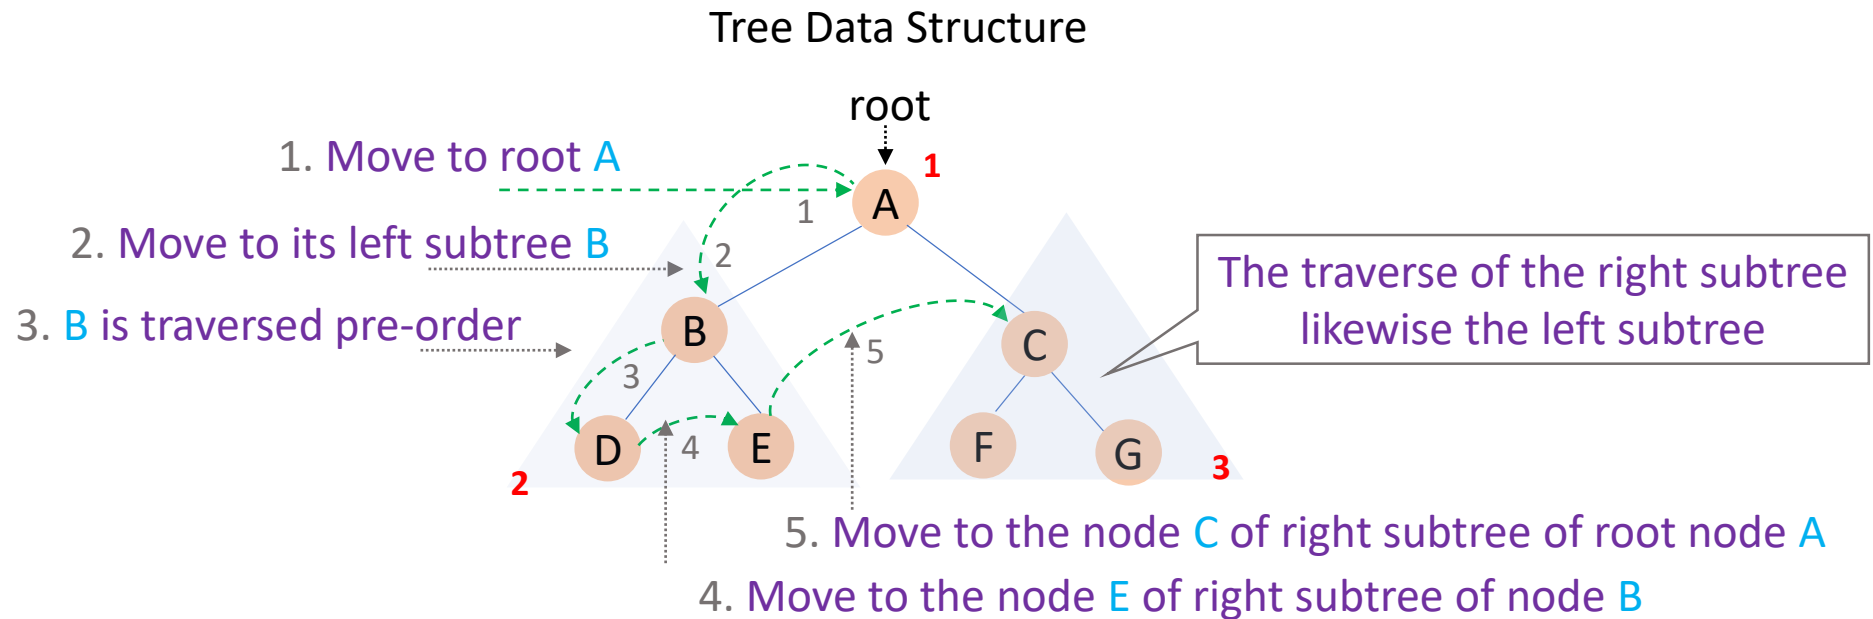 Tree Data Structure
root
1. Move to root A
1
A
1
2. Move to its left subtree B
2
The traverse of the right subtree
likewise the left subtree
3. B is traversed pre-order
B
C
5
3
D
4
E
F
G
2
3
5. Move to the node C of right subtree of root node A
4. Move to the node E of right subtree of node B